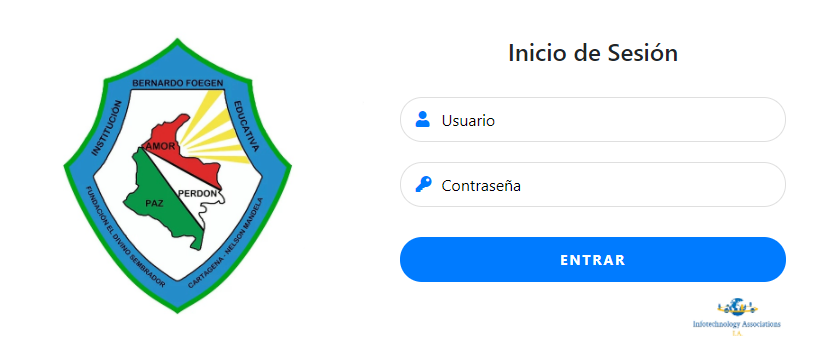 BERNARDO FOEGEN
INSTITUCIÓN
EDUCATIVA
AMOR
PERDON
PAZ
FUNDACION EL DIVINO SEMBRADOR
CARTAGENA - NELSON MANDELA
Inicio de Sesión
Usuario
Contraseña
ENTRAR
Infotechnology Associations
I.A.